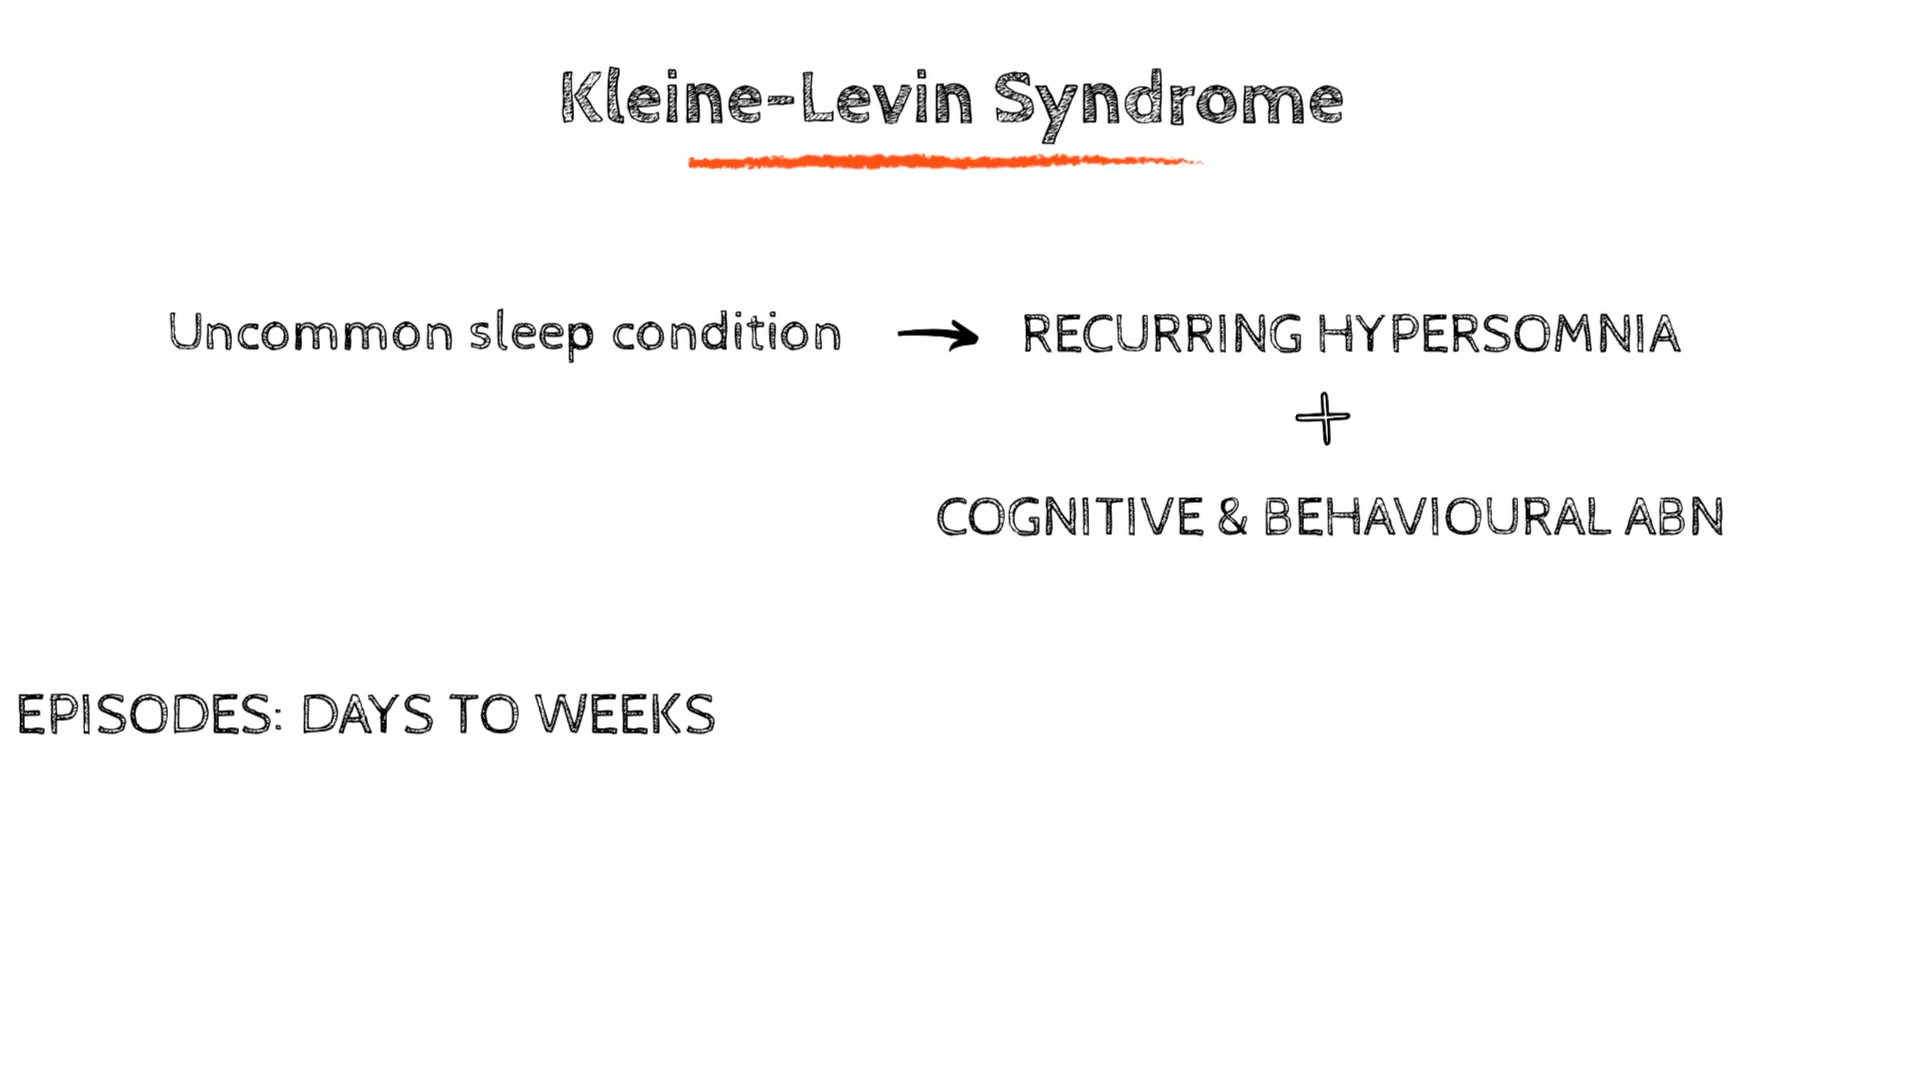 Kleine-Levin Syndrome
Uncommon sleep condition → RECURRING HYPERSOMNIA
+
COGNITIVE & BEHAVIOURAL ABN
EPISODES: DAYS TO WEEKS